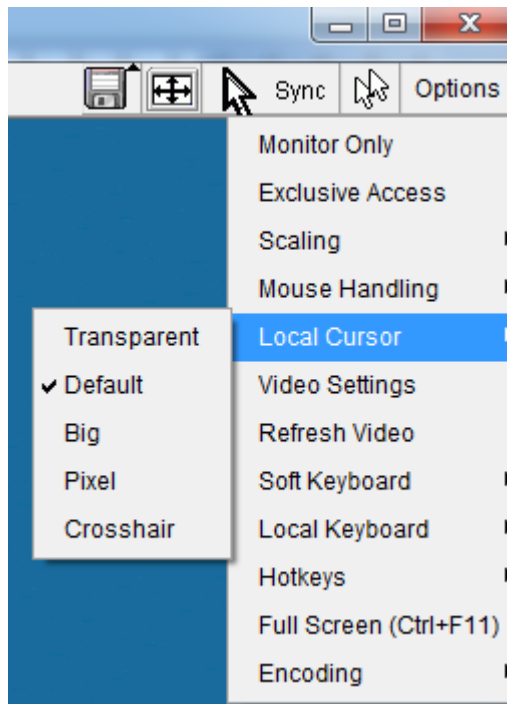 Sync Options
Monitor Only
Exclusive Access
Scaling
Mouse Handling
Local Cursor
Video Settings
Refresh Video
Soft Keyboard
Local Keyboard
Hotkeys
Full Screen (Ctrl+F11)
Encoding
Transparent
Default
Big
Pixel
Crosshair